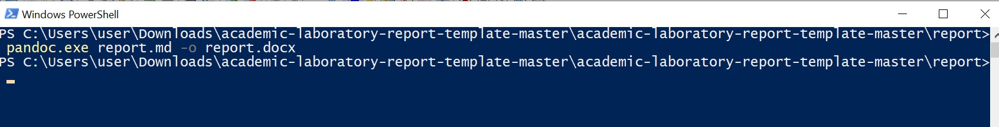 Windows PowerShell
PS C:\Users\user\Downloads\academic-laboratory-report-template-master\academic-laboratory-report-template-master\report>
pandoc.exe report.md -o report.docx
PS C:\Users\user\Downloads\academic-laboratory-report-template-master\academic-laboratory-report-template-master\report>